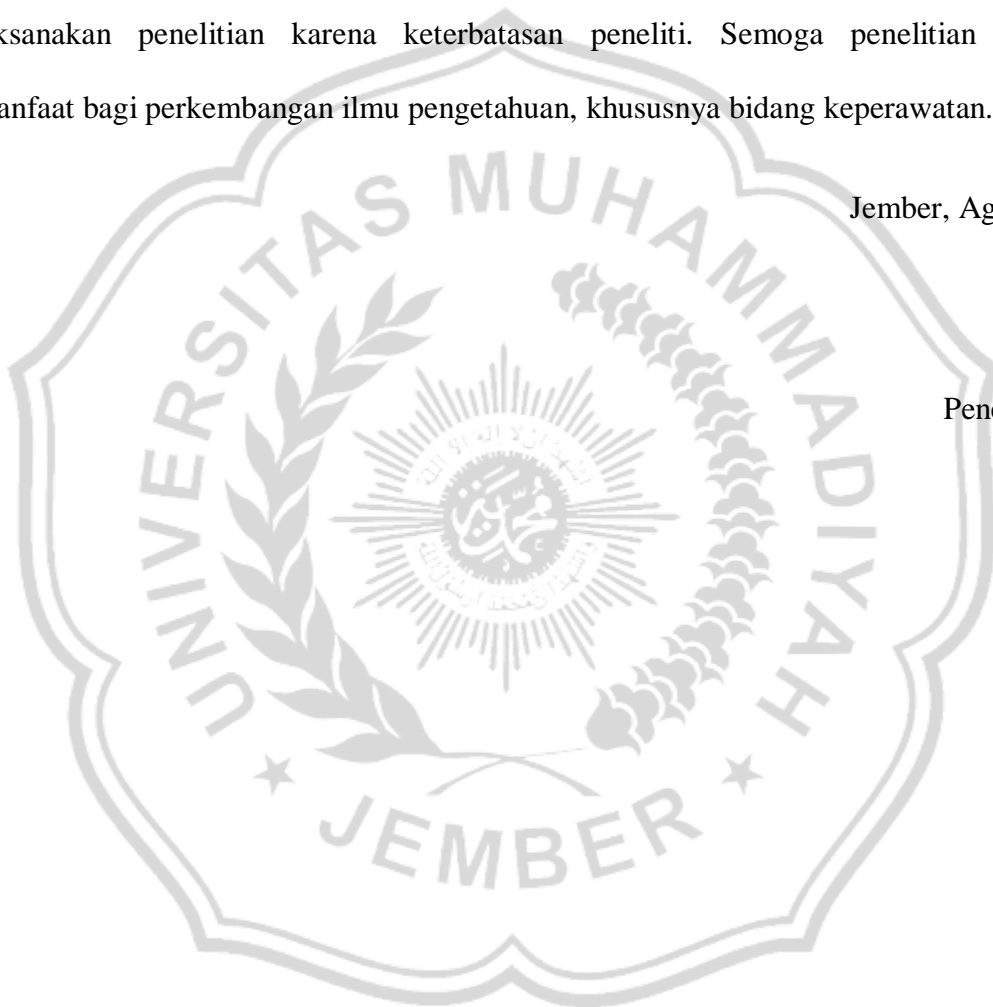 ksanakan penelitian karena keterbatasan peneliti. Semoga penelitian
anfaat bagi perkembangan ilmu pengetahuan, khususnya bidang keperawatan.
Jember, Ag
Pen
UNIVERSITAS MUHAMMADIYAH
JEMBER